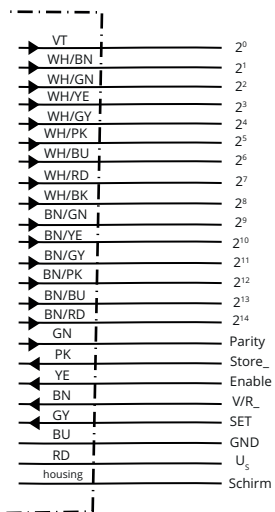 VT 2⁰
WH/BN 2¹
WH/GN 2²
WH/YE 2³
WH/GY 2⁴
WH/PK 2⁵
WH/BU 2⁶
WH/RD 2⁷
WH/BK 2⁸
BN/GN 2⁹
BN/YE 2¹⁰
BN/GY 2¹¹
BN/PK 2¹²
BN/BU 2¹³
BN/RD 2¹⁴
GN Parity
PK Store_
YE Enable
BN V/R_
GY SET
BU GND
RD Uₛ
housing Schirm